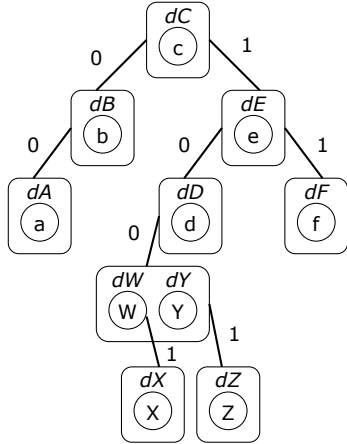 dC
c
0 1
dB dE
b e
0 0 1
dA dD dF
a d f
0
dW dY
W Y
1 1
dX dZ
X Z